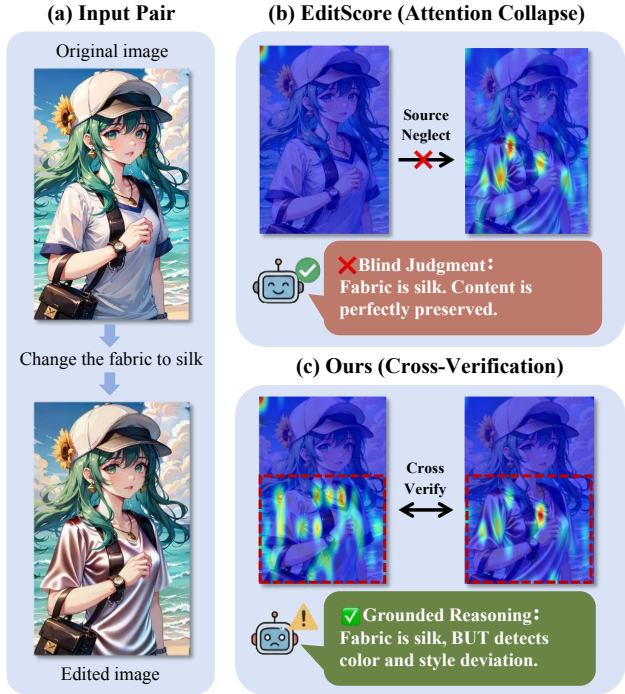 (a) Input Pair
Original image
Change the fabric to silk
Edited image
(b) EditScore (Attention Collapse)
Source
Neglect
❌Blind Judgment:
Fabric is silk. Content is
perfectly preserved.
(c) Ours (Cross-Verification)
Cross
Verify
✅Grounded Reasoning:
Fabric is silk, BUT detects
color and style deviation.